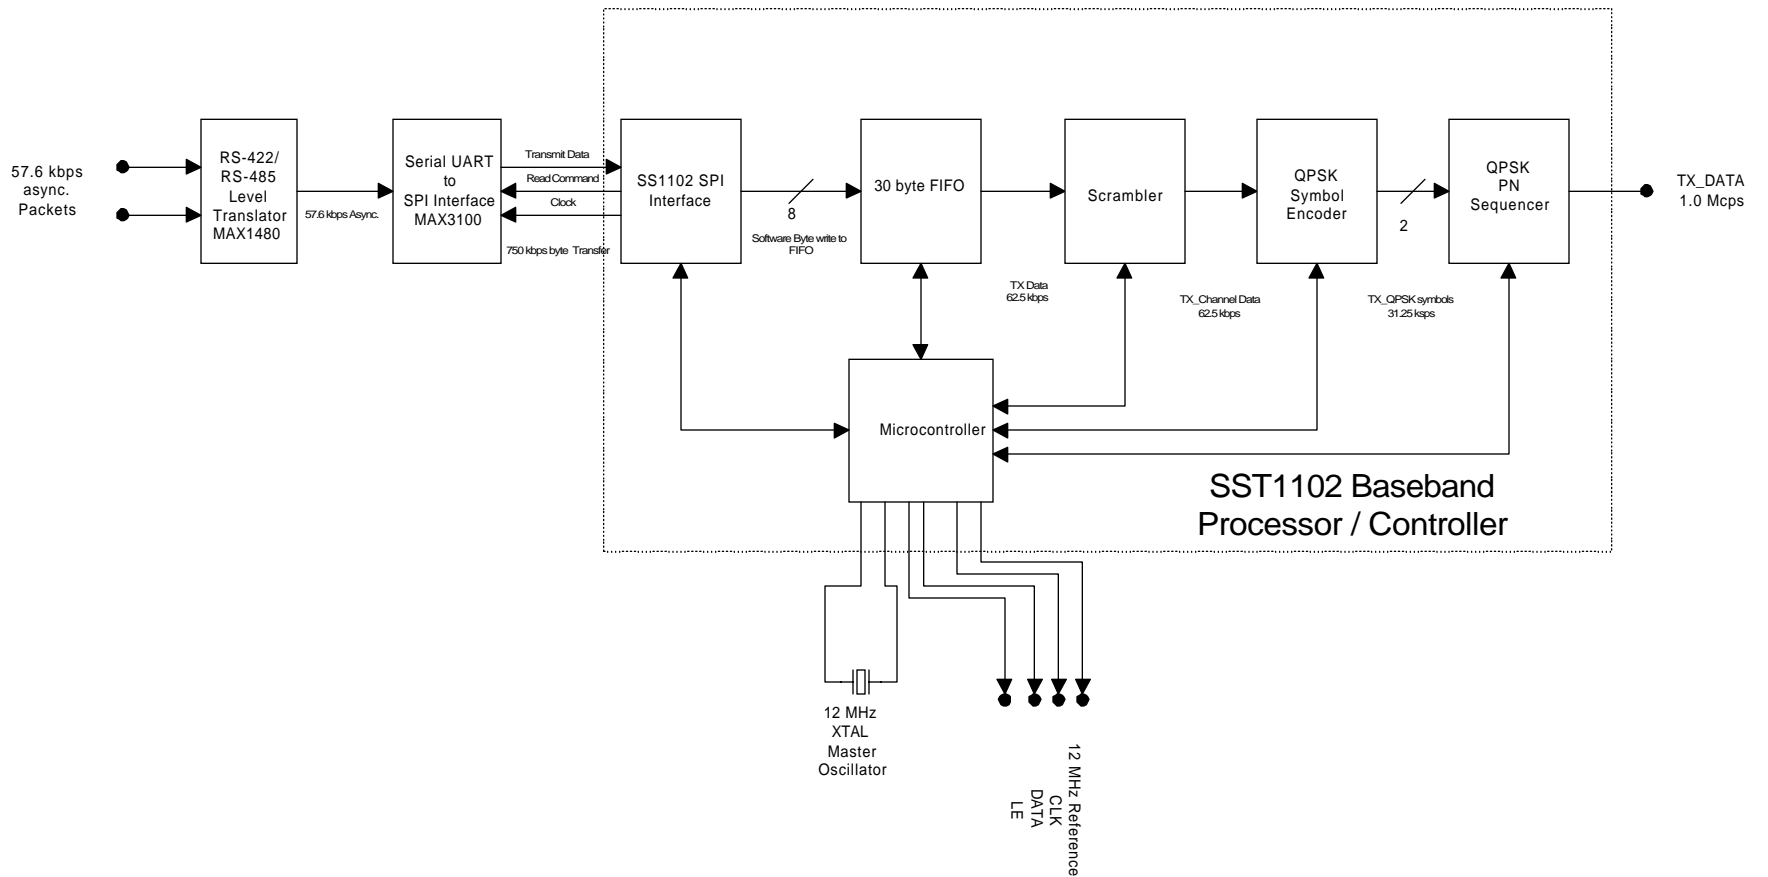 57.6 kbps
async.
Packets
RS-422/
RS-485
Level
Translator
MAX1480
57.6 kbps Async.
Serial UART
to
SPI Interface
MAX3100
Transmit Data
Read Command
Clock
750 kbps byte Transfer
SS1102 SPI
Interface
8
Software Byte write to
FIFO
30 byte FIFO
TX Data
62.5 kbps
Scrambler
TX_Channel Data
62.5 kbps
QPSK
Symbol
Encoder
2
TX_QPSK symbols
31.25 ksps
QPSK
PN
Sequencer
TX_DATA
1.0 Mcps
Microcontroller
SST1102 Baseband
Processor / Controller
12 MHz
XTAL
Master
Oscillator
12 MHz Reference
CLK
DATA
LE